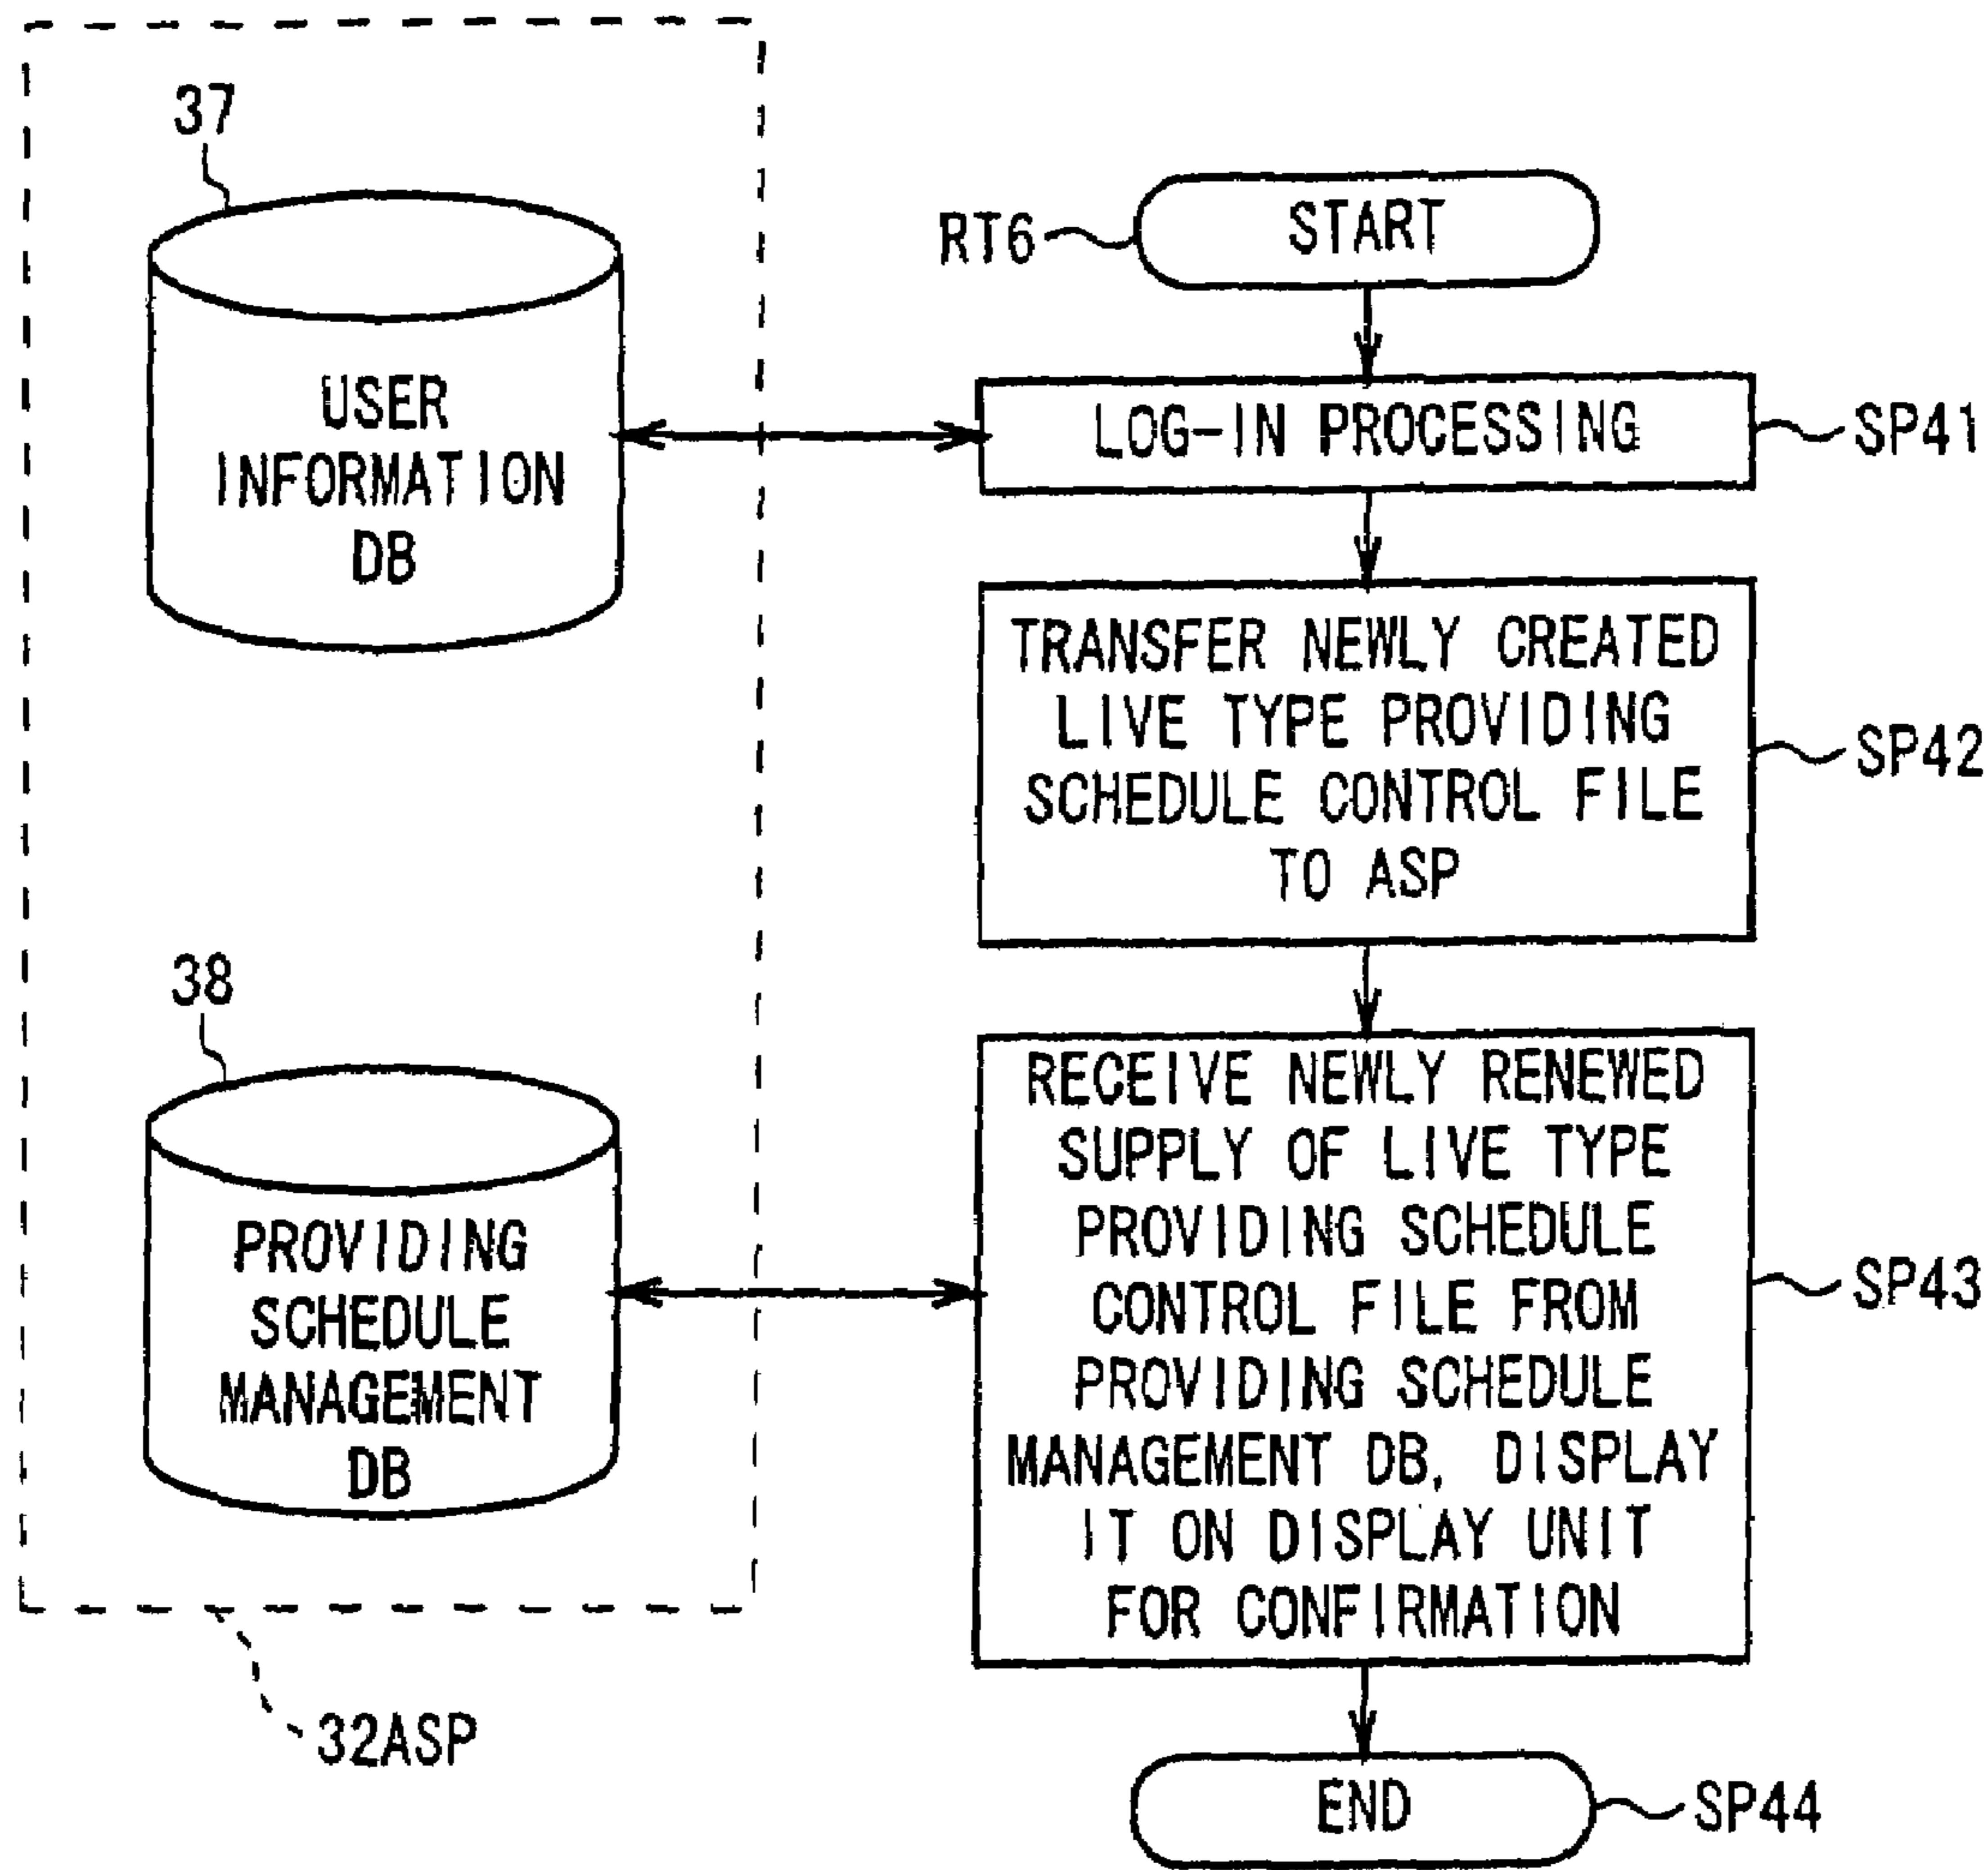 37
USER
INFORMATION
DB
38
PROVIDING
SCHEDULE
MANAGEMENT
DB
32ASP
RT6
START
LOG-IN PROCESSING
SP41
TRANSFER NEWLY CREATED
LIVE TYPE PROVIDING
SCHEDULE CONTROL FILE
TO ASP
SP42
RECEIVE NEWLY RENEWED
SUPPLY OF LIVE TYPE
PROVIDING SCHEDULE
CONTROL FILE FROM
PROVIDING SCHEDULE
MANAGEMENT DB, DISPLAY
IT ON DISPLAY UNIT
FOR CONFIRMATION
SP43
END
SP44